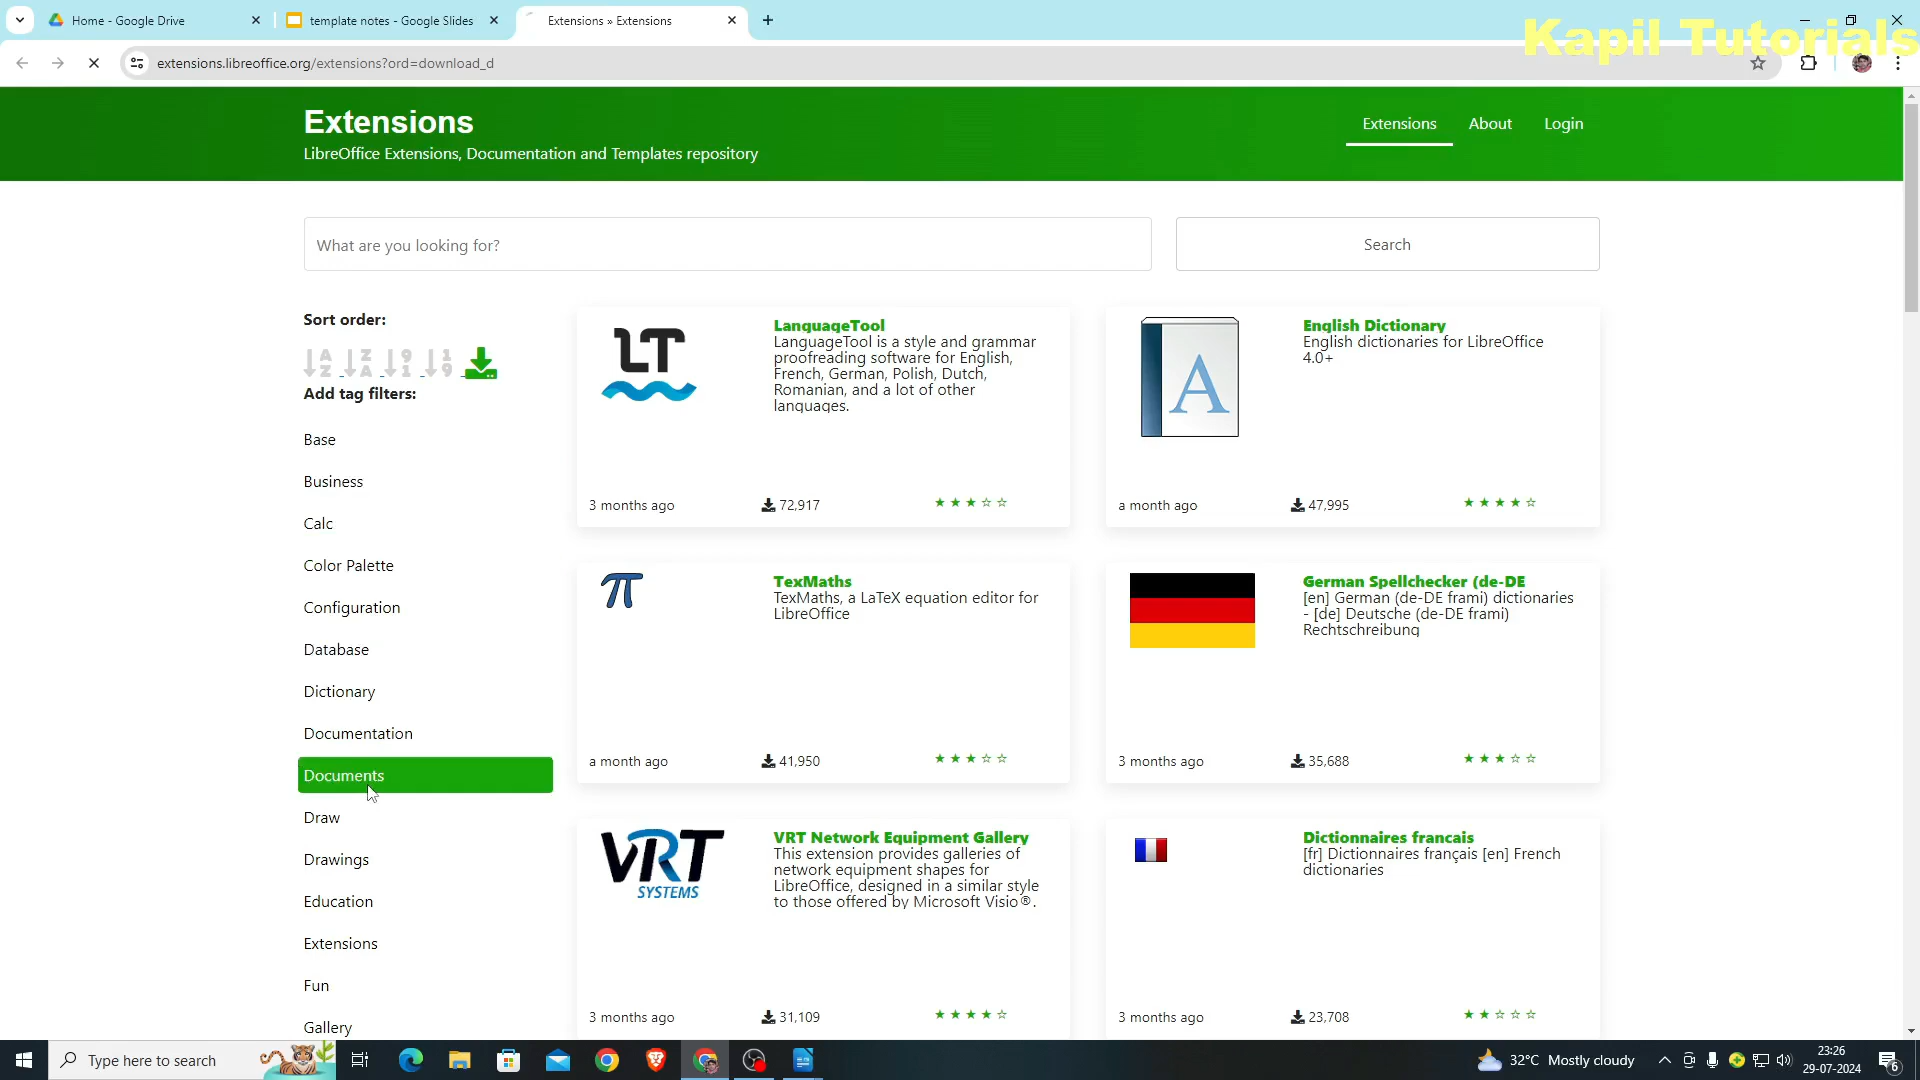 Home - Google Drive
template notes - Google Slides
Extensions » Extensions
Kapil Tutorials
extensions.libreoffice.org/extensions?ord=download_d
Extensions
LibreOffice Extensions, Documentation and Templates repository
Extensions
About
Login
What are you looking for?
Search
Sort order:
A
Z
Z
A
9
1
1
9
Add tag filters:
Base
Business
Calc
Color Palette
Configuration
Database
Dictionary
Documentation
Documents
Draw
Drawings
Education
Extensions
Fun
Gallery
LT
LanguageTool
LanguageTool is a style and grammar
proofreading software for English,
French, German, Polish, Dutch,
Romanian, and a lot of other
languages.
3 months ago
72,917
A
English Dictionary
English dictionaries for LibreOffice
4.0+
a month ago
47,995
π
TexMaths
TexMaths, a LaTeX equation editor for
LibreOffice
a month ago
41,950
German Spellchecker (de-DE
[en] German (de-DE frami) dictionaries
- [de] Deutsche (de-DE frami)
Rechtschreibung
3 months ago
35,688
VRT
SYSTEMS
VRT Network Equipment Gallery
This extension provides galleries of
network equipment shapes for
LibreOffice, designed in a similar style
to those offered by Microsoft Visio®.
3 months ago
31,109
Dictionnaires francais
[fr] Dictionnaires français [en] French
dictionaries
3 months ago
23,708
Type here to search
32°C Mostly cloudy
23:26
29-07-2024
6